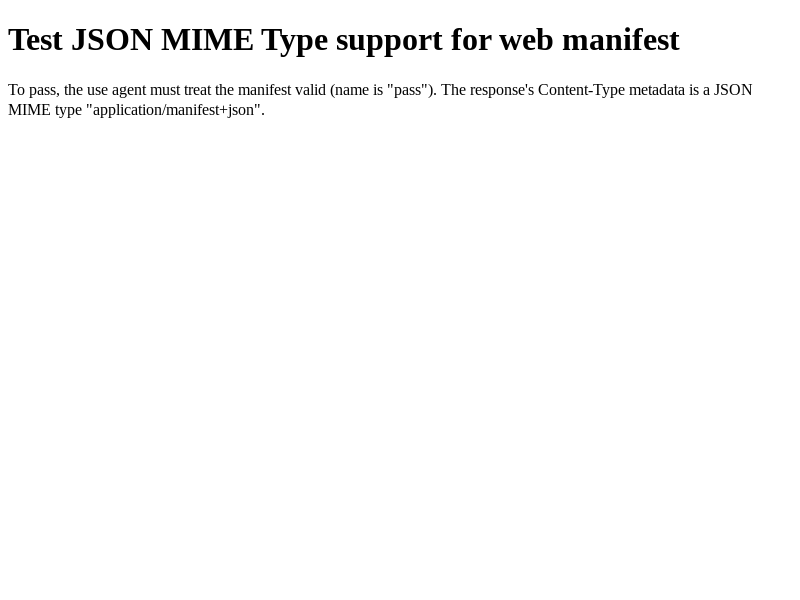 Test JSON MIME Type support for web manifest
To pass, the use agent must treat the manifest valid (name is "pass"). The response's Content-Type metadata is a JSON
MIME type "application/manifest+json".